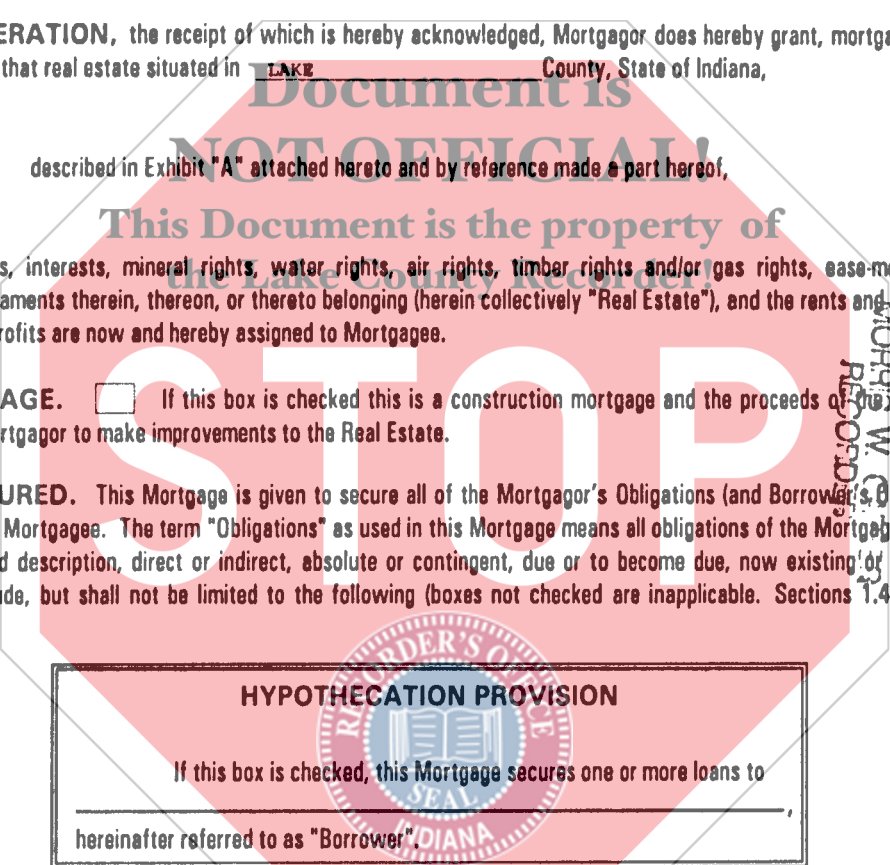 ERATION, the receipt of which is hereby acknowledged, Mortgagor does hereby grant, mortga
that real estate situated in LAKE County, State of Indiana,
Document is
NOT OFFICIAL!
described in Exhibit "A" attached hereto and by reference made a part hereof,
This Document is the property of
the Lake County Recorder!
s, interests, mineral rights, water rights, air rights, timber rights and/or gas rights, ease-m
aments therein, thereon, or thereto belonging (herein collectively "Real Estate"), and the rents and
rofits are now and hereby assigned to Mortgagee.
STOP
AGE. If this box is checked this is a construction mortgage and the proceeds of the
rtgagor to make improvements to the Real Estate.
URED. This Mortgage is given to secure all of the Mortgagor's Obligations (and Borrower's O
Mortgagee. The term "Obligations" as used in this Mortgage means all obligations of the Mortgag
d description, direct or indirect, absolute or contingent, due or to become due, now existing or
ude, but shall not be limited to the following (boxes not checked are inapplicable. Sections 1.4
RECORDER'S OFFICE
SEAL
INDIANA
HYPOTHECATION PROVISION
If this box is checked, this Mortgage secures one or more loans to
,
hereinafter referred to as "Borrower".